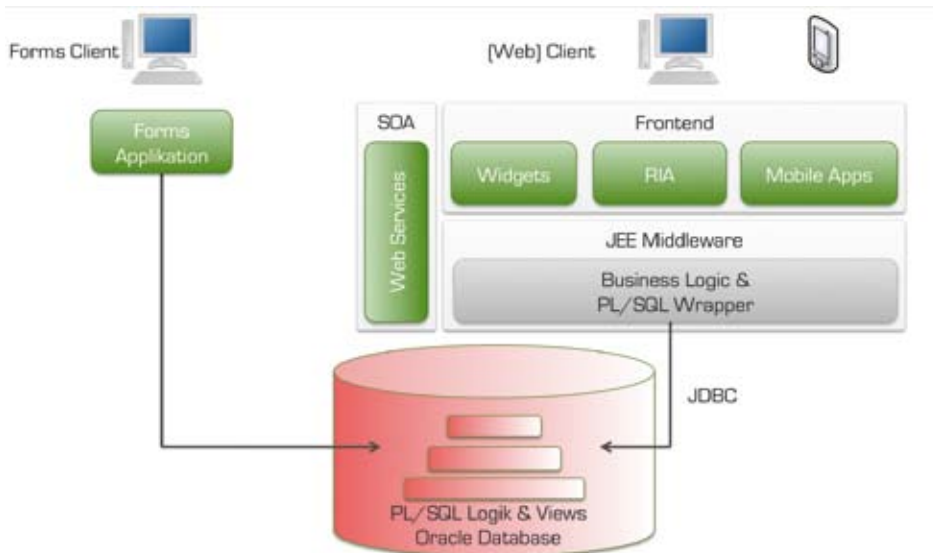 Forms Client
(Web) Client
Forms
Applikation
SOA
Web Services
Frontend
Widgets
RIA
Mobile Apps
JEE Middleware
Business Logic &
PL/SQL Wrapper
JDBC
PL/SQL Logik & Views
Oracle Database